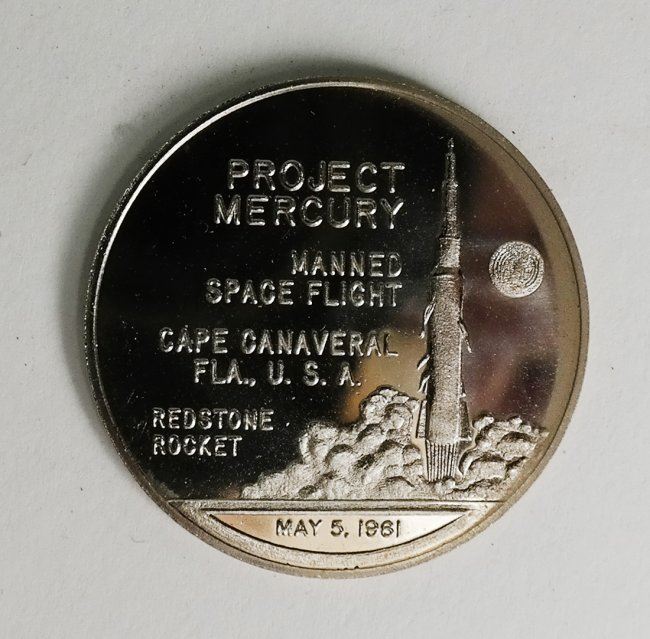 PROJECT
MERCURY
MANNED
SPACE FLIGHT
CAPE CANAVERAL
FLA., U. S. A.
REDSTONE
ROCKET
MAY 5, 1961